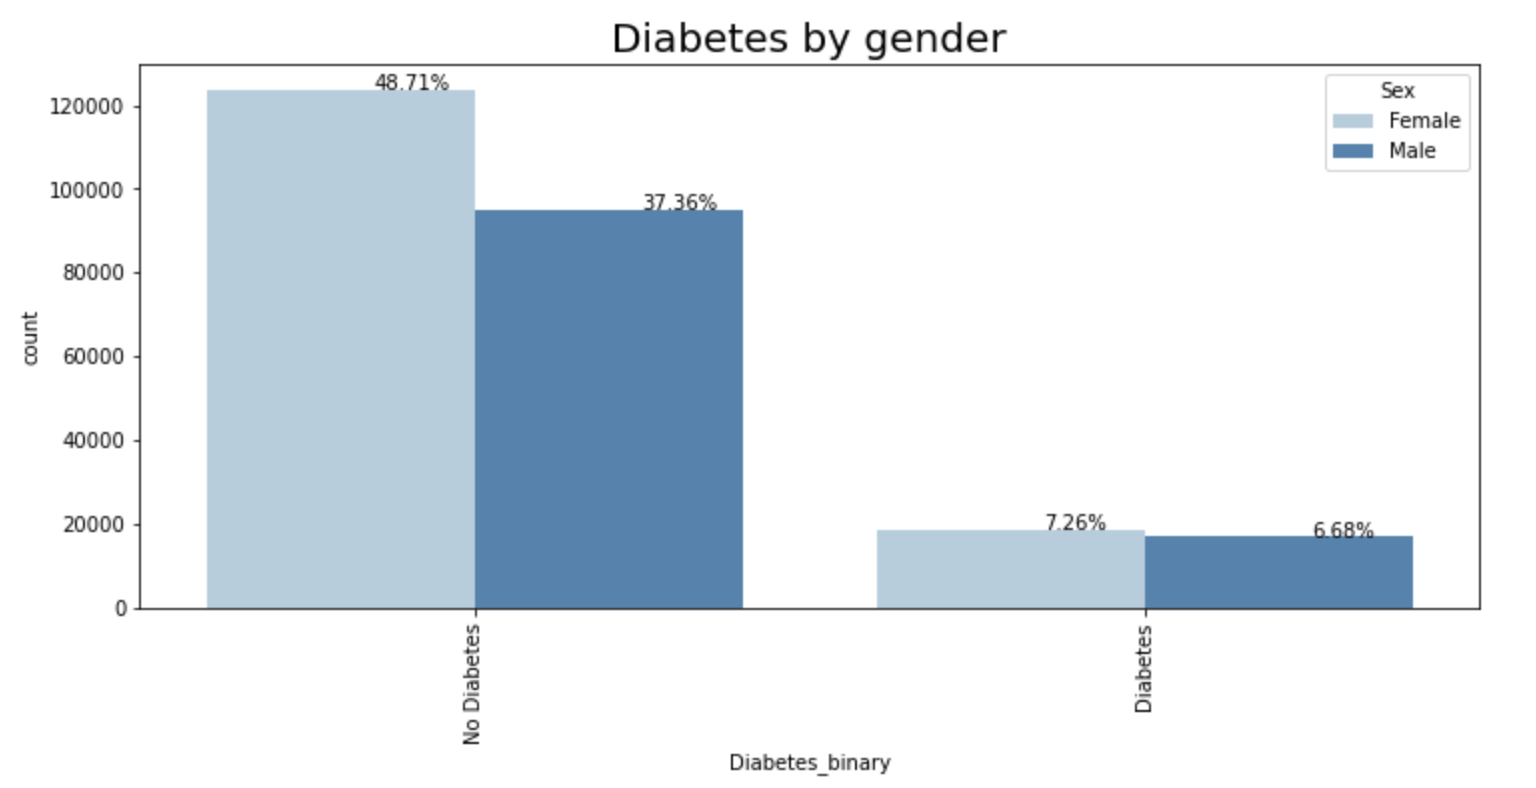 Diabetes by gender
48.71%
37.36%
7.26%
6.68%
Sex
Female
Male
120000
100000
80000
60000
40000
20000
0
count
No Diabetes
Diabetes
Diabetes_binary